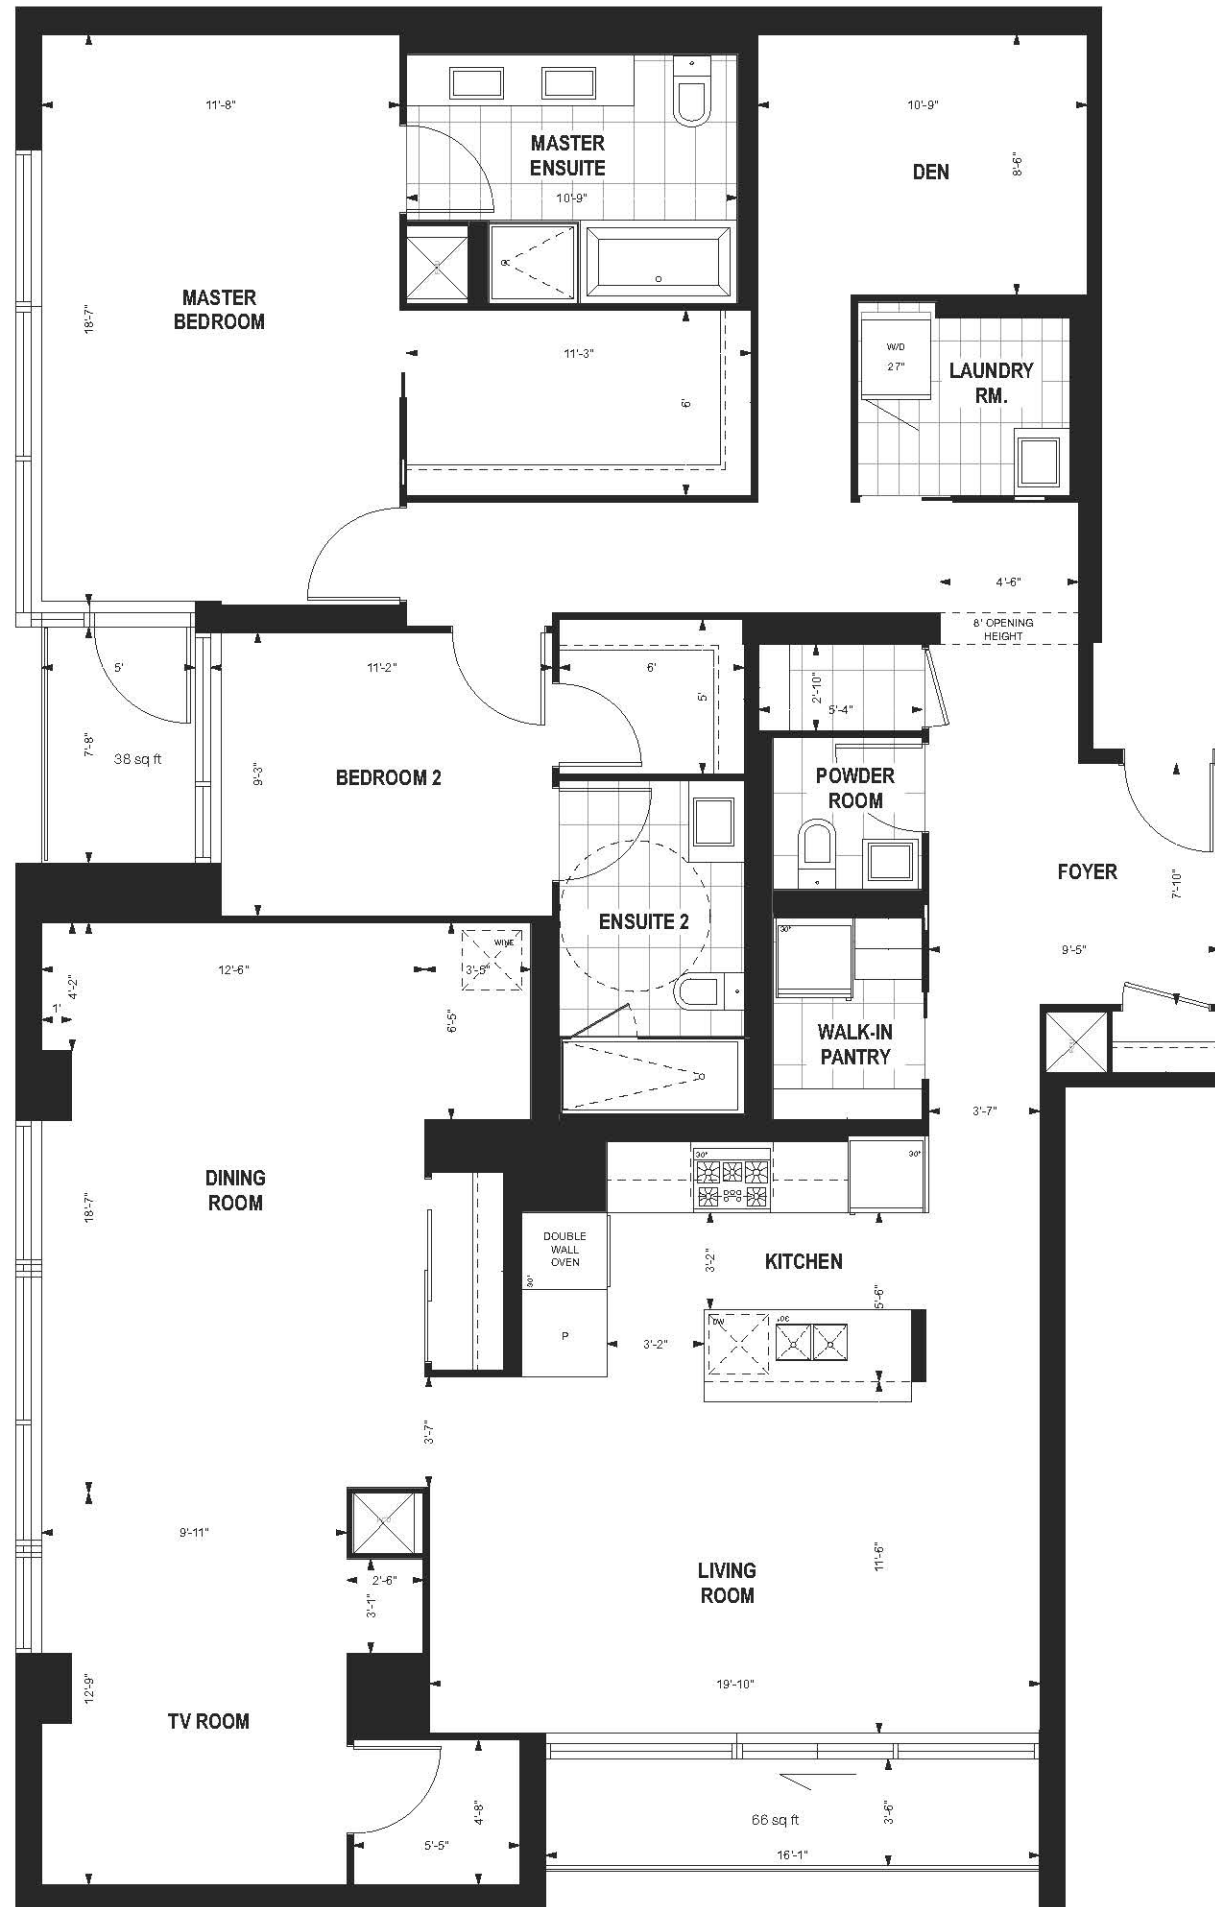 11'-8"
10'-9"
MASTER
ENSUITE
10'-9"
DEN
8'-6"
MASTER
BEDROOM
18'-7"
11'-3"
6'
W/D
27"
LAUNDRY
RM.
4'-6"
8' OPENING
HEIGHT
5'
7'-8"
38 sq ft
11'-2"
9'-3"
BEDROOM 2
6'
5'
2'-10"
5'-4"
POWDER
ROOM
FOYER
7'-10"
9'-5"
ENSUITE 2
30"
WALK-IN
PANTRY
3'-7"
12'-6"
WINE
3'-5"
4'-2"
1'
6'-5"
DINING
ROOM
18'-7"
30"
30"
DOUBLE
WALL
OVEN
30"
P
KITCHEN
3'-2"
5'-6"
3'-2"
DW
30"
3'-7"
9'-11"
2'-6"
3'-1"
LIVING
ROOM
11'-6"
19'-10"
12'-9"
TV ROOM
4'-8"
5'-5"
66 sq ft
3'-6"
16'-1"